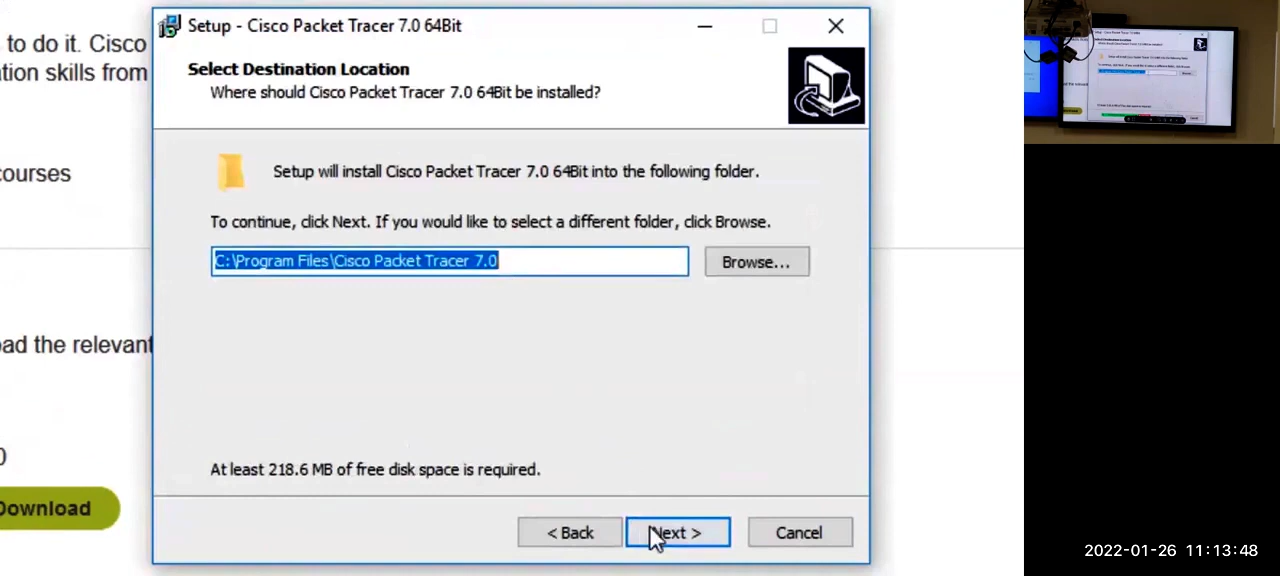 Setup - Cisco Packet Tracer 7.0 64Bit
to do it. Cisco
tion skills from
Select Destination Location
Where should Cisco Packet Tracer 7.0 64Bit be installed?
courses
Setup will install Cisco Packet Tracer 7.0 64Bit into the following folder.
To continue, click Next. If you would like to select a different folder, click Browse.
C:\Program Files\Cisco Packet Tracer 7.0
Browse...
ad the relevant
0
At least 218.6 MB of free disk space is required.
Download
< Back
Next >
Cancel
2022-01-26 11:13:48